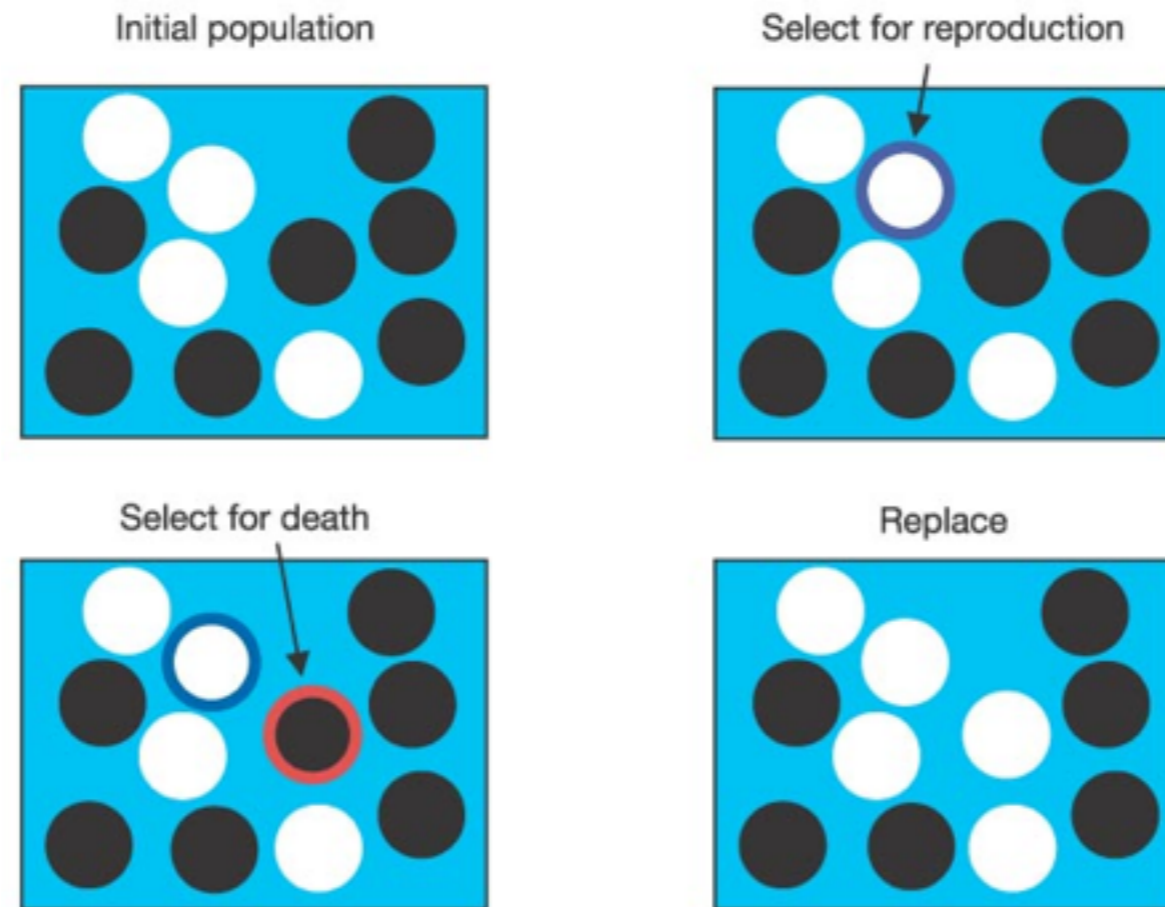 Initial population
Select for reproduction
Select for death
Replace